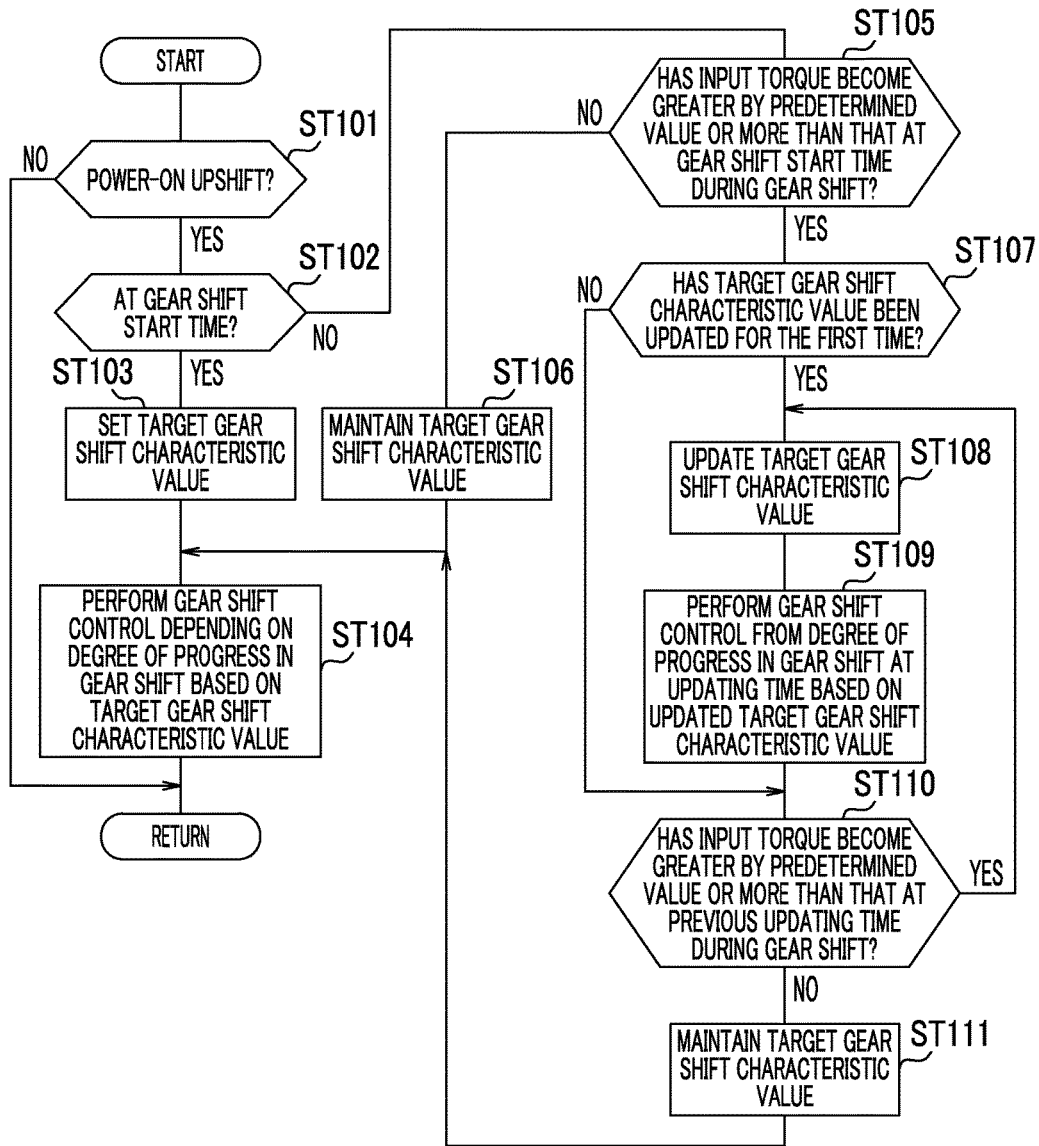 START
ST101
NO
POWER-ON UPSHIFT?
YES
ST102
AT GEAR SHIFT
START TIME?
NO
YES
ST103
SET TARGET GEAR
SHIFT CHARACTERISTIC
VALUE
ST104
PERFORM GEAR SHIFT
CONTROL DEPENDING ON
DEGREE OF PROGRESS IN
GEAR SHIFT BASED ON
TARGET GEAR SHIFT
CHARACTERISTIC VALUE
RETURN
ST105
HAS INPUT TORQUE BECOME
GREATER BY PREDETERMINED
VALUE OR MORE THAN THAT AT
GEAR SHIFT START TIME
DURING GEAR SHIFT?
NO
YES
ST106
MAINTAIN TARGET GEAR
SHIFT CHARACTERISTIC
VALUE
ST107
HAS TARGET GEAR SHIFT
CHARACTERISTIC VALUE BEEN
UPDATED FOR THE FIRST TIME?
NO
YES
ST108
UPDATE TARGET GEAR
SHIFT CHARACTERISTIC
VALUE
ST109
PERFORM GEAR SHIFT
CONTROL FROM DEGREE OF
PROGRESS IN GEAR SHIFT AT
UPDATING TIME BASED ON
UPDATED TARGET GEAR SHIFT
CHARACTERISTIC VALUE
ST110
HAS INPUT TORQUE BECOME
GREATER BY PREDETERMINED
VALUE OR MORE THAN THAT AT
PREVIOUS UPDATING TIME
DURING GEAR SHIFT?
YES
NO
ST111
MAINTAIN TARGET GEAR
SHIFT CHARACTERISTIC
VALUE